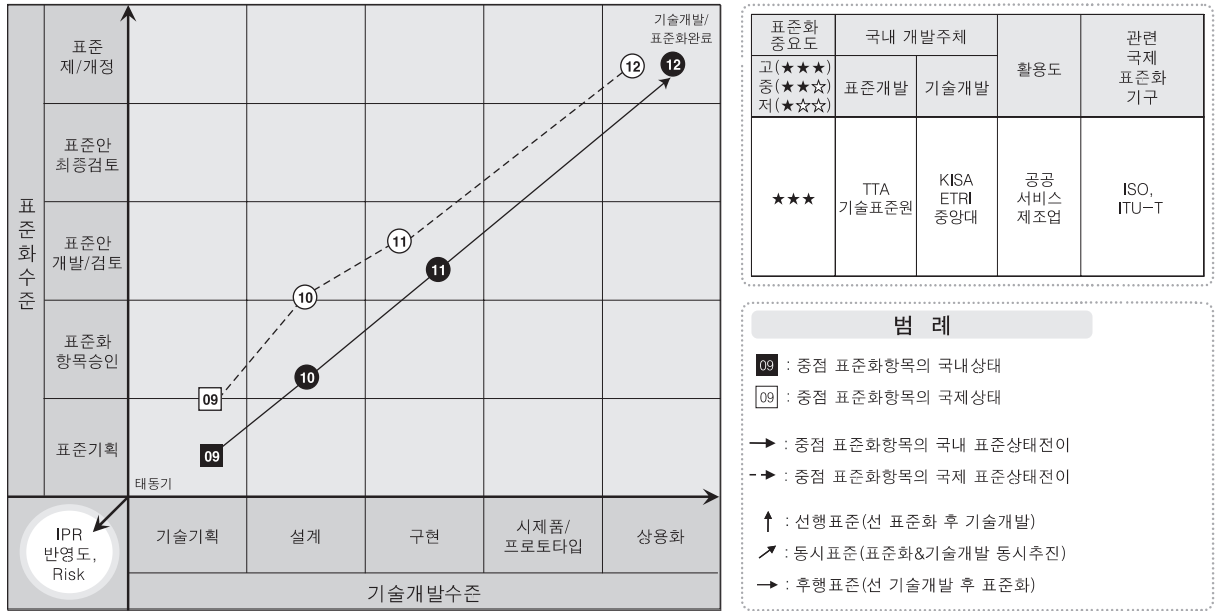 기술개발/
표준화완료
표준
제/개정
12
12
표준안
최종검토
표준화수준
표준안
개발/검토
11
11
10
표준화
항목승인
10
09
표준기획
09
태동기
IPR
반영도,
Risk
기술기획
설계
구현
시제품/
프로토타입
상용화
기술개발수준
표준화
중요도
국내 개발주체
활용도
관련
국제
표준화
기구
고(★★★)
중(★★☆)
저(★☆☆)
표준개발
기술개발
★★★
TTA
기술표준원
KISA
ETRI
중앙대
공공
서비스
제조업
ISO,
ITU-T
범 례
09 : 중점 표준화항목의 국내상태
09 : 중점 표준화항목의 국제상태
: 중점 표준화항목의 국내 표준상태전이
: 중점 표준화항목의 국제 표준상태전이
: 선행표준(선 표준화 후 기술개발)
: 동시표준(표준화&기술개발 동시추진)
: 후행표준(선 기술개발 후 표준화)